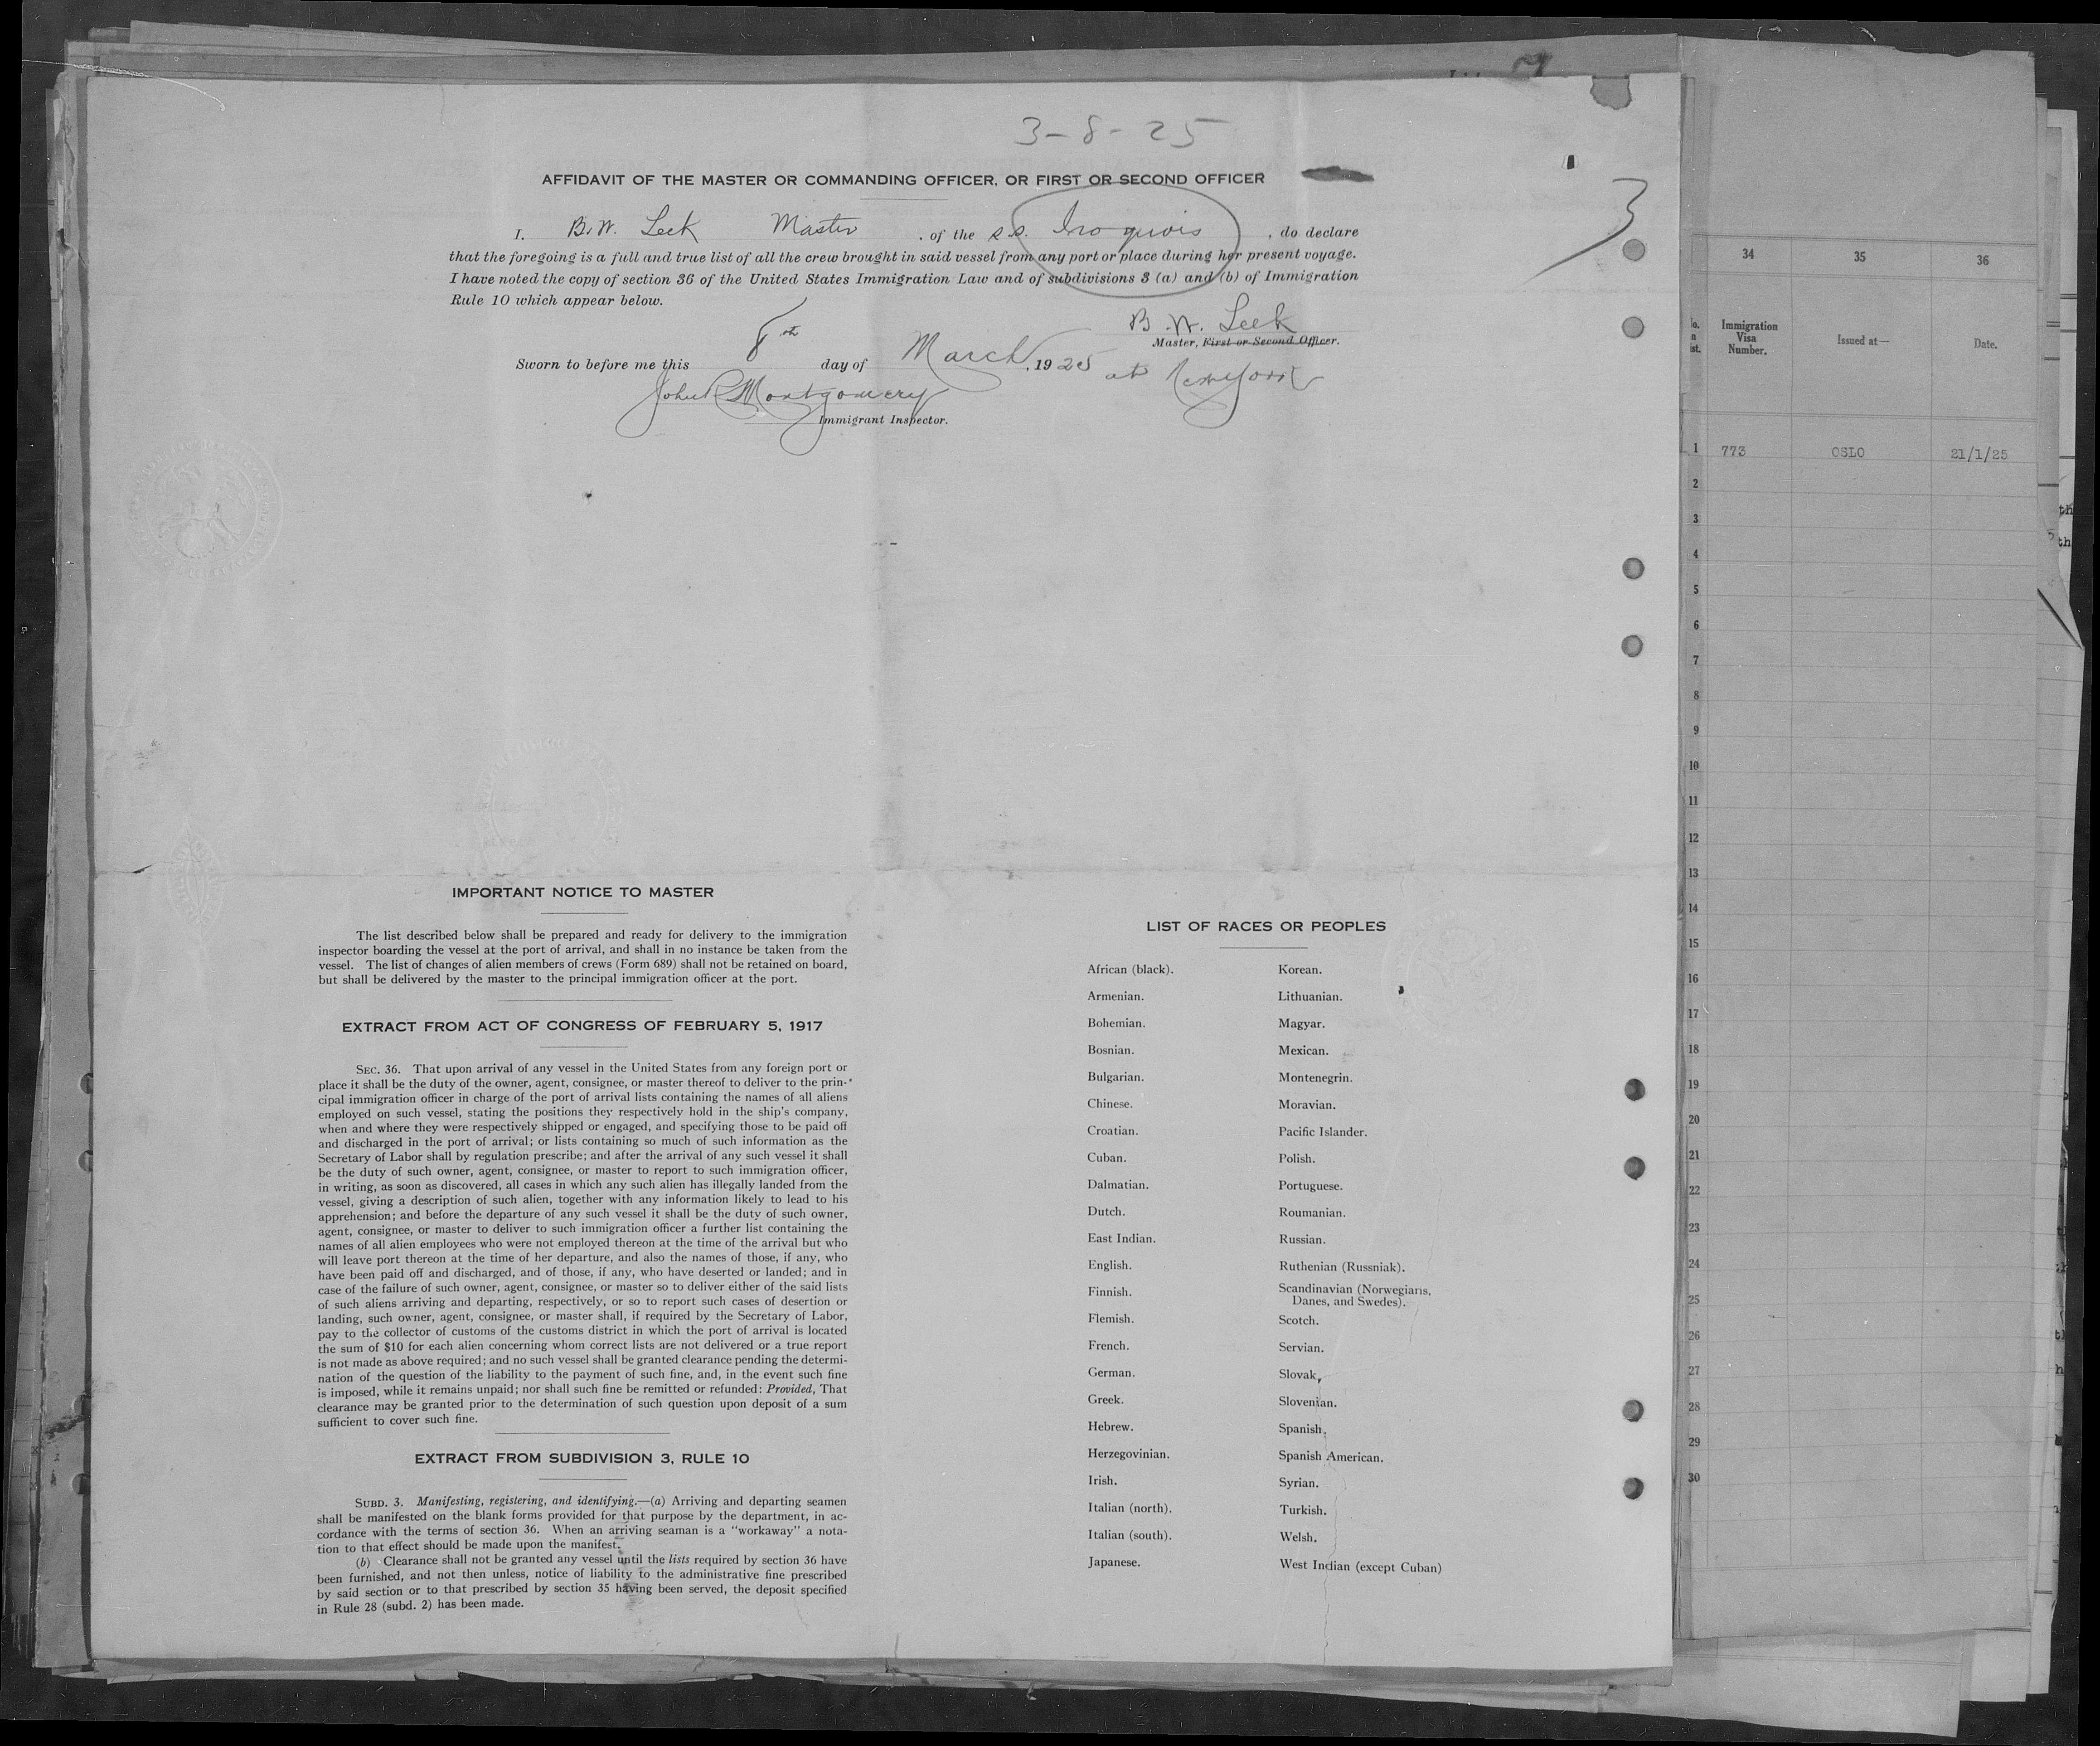 3-8-25
AFFIDAVIT OF THE MASTER OR COMMANDING OFFICER, OR FIRST OR SECOND OFFICER
3
I, B.W. Leek Master, of the s.s. Iroquois, do declare
that the foregoing is a full and true list of all the crew brought in said vessel from any port or place during her present voyage.
I have noted the copy of section 36 of the United States Immigration Law and of subdivisions 3 (a) and (b) of Immigration
Rule 10 which appear below.
B.W. Leek
Master, First or Second Officer.
Sworn to before me this 8th day of March, 1925 at New York
John R Montgomery
Immigrant Inspector.
IMPORTANT NOTICE TO MASTER
The list described below shall be prepared and ready for delivery to the immigration
inspector boarding the vessel at the port of arrival, and shall in no instance be taken from the
vessel. The list of changes of alien members of crews (Form 689) shall not be retained on board,
but shall be delivered by the master to the principal immigration officer at the port.
EXTRACT FROM ACT OF CONGRESS OF FEBRUARY 5, 1917
SEC. 36. That upon arrival of any vessel in the United States from any foreign port or
place it shall be the duty of the owner, agent, consignee, or master thereof to deliver to the prin-
cipal immigration officer in charge of the port of arrival lists containing the names of all aliens
employed on such vessel, stating the positions they respectively hold in the ship's company,
when and where they were respectively shipped or engaged, and specifying those to be paid off
and discharged in the port of arrival; or lists containing so much of such information as the
Secretary of Labor shall by regulation prescribe; and after the arrival of any such vessel it shall
be the duty of such owner, agent, consignee, or master to report to such immigration officer,
in writing, as soon as discovered, all cases in which any such alien has illegally landed from the
vessel, giving a description of such alien, together with any information likely to lead to his
apprehension; and before the departure of any such vessel it shall be the duty of such owner,
agent, consignee, or master to deliver to such immigration officer a further list containing the
names of all alien employees who were not employed thereon at the time of the arrival but who
will leave port thereon at the time of her departure, and also the names of those, if any, who
have been paid off and discharged, and of those, if any, who have deserted or landed; and in
case of the failure of such owner, agent, consignee, or master so to deliver either of the said lists
of such aliens arriving and departing, respectively, or so to report such cases of desertion or
landing, such owner, agent, consignee, or master shall, if required by the Secretary of Labor,
pay to the collector of customs of the customs district in which the port of arrival is located
the sum of $10 for each alien concerning whom correct lists are not delivered or a true report
is not made as above required; and no such vessel shall be granted clearance pending the determi-
nation of the question of the liability to the payment of such fine, and, in the event such fine
is imposed, while it remains unpaid; nor shall such fine be remitted or refunded: Provided, That
clearance may be granted prior to the determination of such question upon deposit of a sum
sufficient to cover such fine.
EXTRACT FROM SUBDIVISION 3, RULE 10
SUBD. 3. Manifesting, registering, and identifying.—(a) Arriving and departing seamen
shall be manifested on the blank forms provided for that purpose by the department, in ac-
cordance with the terms of section 36. When an arriving seaman is a "workaway" a nota-
tion to that effect should be made upon the manifest.
(b) Clearance shall not be granted any vessel until the lists required by section 36 have
been furnished, and not then unless, notice of liability to the administrative fine prescribed
by said section or to that prescribed by section 35 having been served, the deposit specified
in Rule 28 (subd. 2) has been made.
LIST OF RACES OR PEOPLES
African (black). Korean.
Armenian. Lithuanian.
Bohemian. Magyar.
Bosnian. Mexican.
Bulgarian. Montenegrin.
Chinese. Moravian.
Croatian. Pacific Islander.
Cuban. Polish.
Dalmatian. Portuguese.
Dutch. Roumanian.
East Indian. Russian.
English. Ruthenian (Russniak).
Finnish. Scandinavian (Norwegians,
Danes, and Swedes).
Flemish. Scotch.
French. Servian.
German. Slovak.
Greek. Slovenian.
Hebrew. Spanish.
Herzegovinian. Spanish American.
Irish. Syrian.
Italian (north). Turkish.
Italian (south). Welsh.
Japanese. West Indian (except Cuban)
34 35 36
Immigration
Visa
Number. Issued at— Date.
1 773 OSLO 21/1/25
2
3
4
5
6
7
8
9
10
11
12
13
14
15
16
17
18
19
20
21
22
23
24
25
26
27
28
29
30